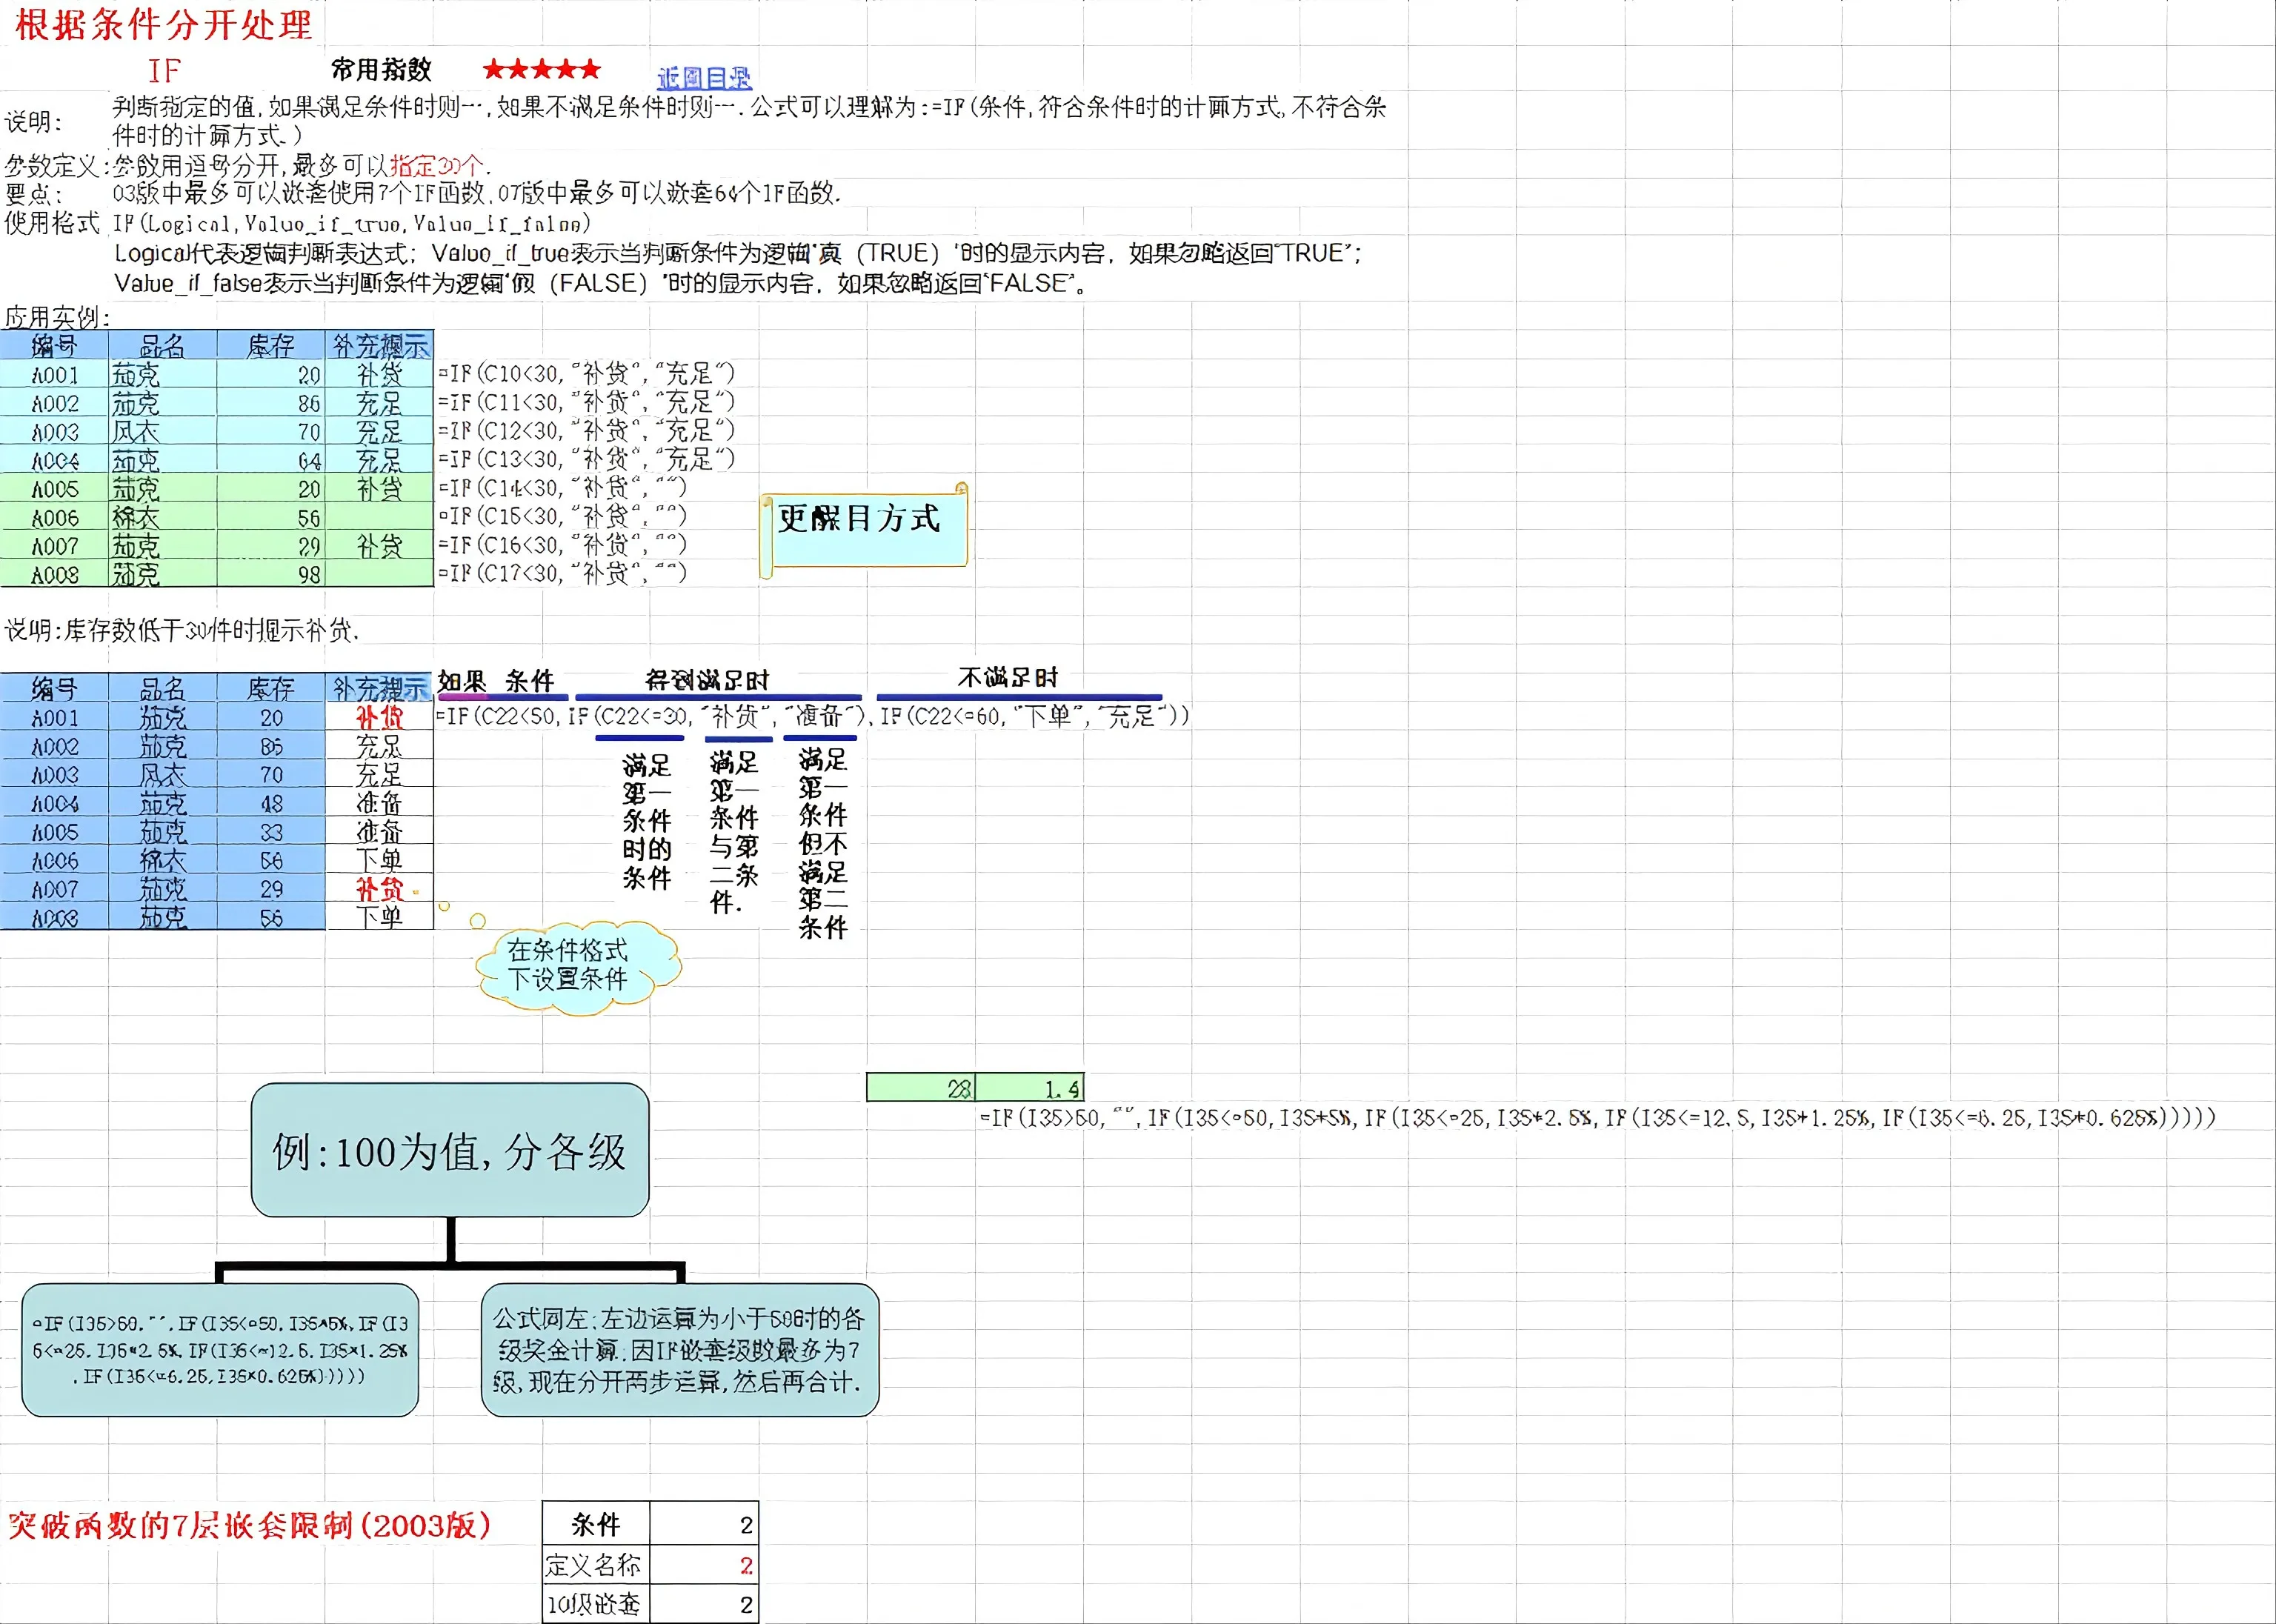 根据条件分开处理
IF 常用指数 ★★★★★ 返回目录
说明: 判断指定的值,如果满足条件时则一,如果不满足条件时则一.公式可以理解为:=IF(条件,符合条件时的计算方式,不符合条
件时的计算方式.)
参数定义:参数用逗号分开,最多可以指定30个.
要点: 03版中最多可以嵌套使用7个IF函数,07版中最多可以嵌套64个IF函数.
使用格式 IF(Logical,Value_if_true,Value_if_false)
Logical代表逻辑判断表达式；Value_if_true表示当判断条件为逻辑“真（TRUE）”时的显示内容，如果忽略返回“TRUE”；
Value_if_false表示当判断条件为逻辑“假（FALSE）”时的显示内容，如果忽略返回“FALSE”。
应用实例:
编号 品名 库存 补充提示
A001 茄克 20 补货 =IF(C10<30,"补货","充足")
A002 茄克 86 充足 =IF(C11<30,"补货","充足")
A003 风衣 70 充足 =IF(C12<30,"补货","充足")
A004 茄克 64 充足 =IF(C13<30,"补货","充足")
A005 茄克 20 补货 =IF(C14<30,"补货","")
A006 棉衣 56 =IF(C15<30,"补货","")
A007 茄克 29 补货 =IF(C16<30,"补货","")
A008 茄克 98 =IF(C17<30,"补货","")
更醒目方式
说明:库存数低于30件时提示补货.
如果 条件 得到满足时 不满足时
编号 品名 库存 补充提示
A001 茄克 20 补货 =IF(C22<50,IF(C22<=30,"补货","准备"),IF(C22<=60,"下单","充足"))
A002 茄克 86 充足
A003 风衣 70 充足
A004 茄克 48 准备
A005 茄克 33 准备
A006 棉衣 56 下单
A007 茄克 29 补货
A008 茄克 56 下单
满足
第一
条件
时的
条件
满足
第一
条件
与第
二条
件.
满足
第一
条件
但不
满足
第二
条件
在条件格式
下设置条件
28 1.4
=IF(I35>50,"",IF(I35<=50,I35*5%,IF(I35<=25,I35*2.5%,IF(I35<=12.5,I35*1.25%,IF(I35<=6.25,I35*0.625%)))))
例:100为值,分各级
=IF(I35>50,"",IF(I35<=50,I35*5%,IF(I3
5<=25,I35*2.5%,IF(I35<=12.5,I35*1.25%
,IF(I35<=6.25,I35*0.625%)))))
公式同左;左边运算为小于50时的各
级奖金计算;因IF嵌套级数最多为7
级,现在分开两步运算,然后再合计.
突破函数的7层嵌套限制(2003版)
条件 2
定义名称 2
10级嵌套 2